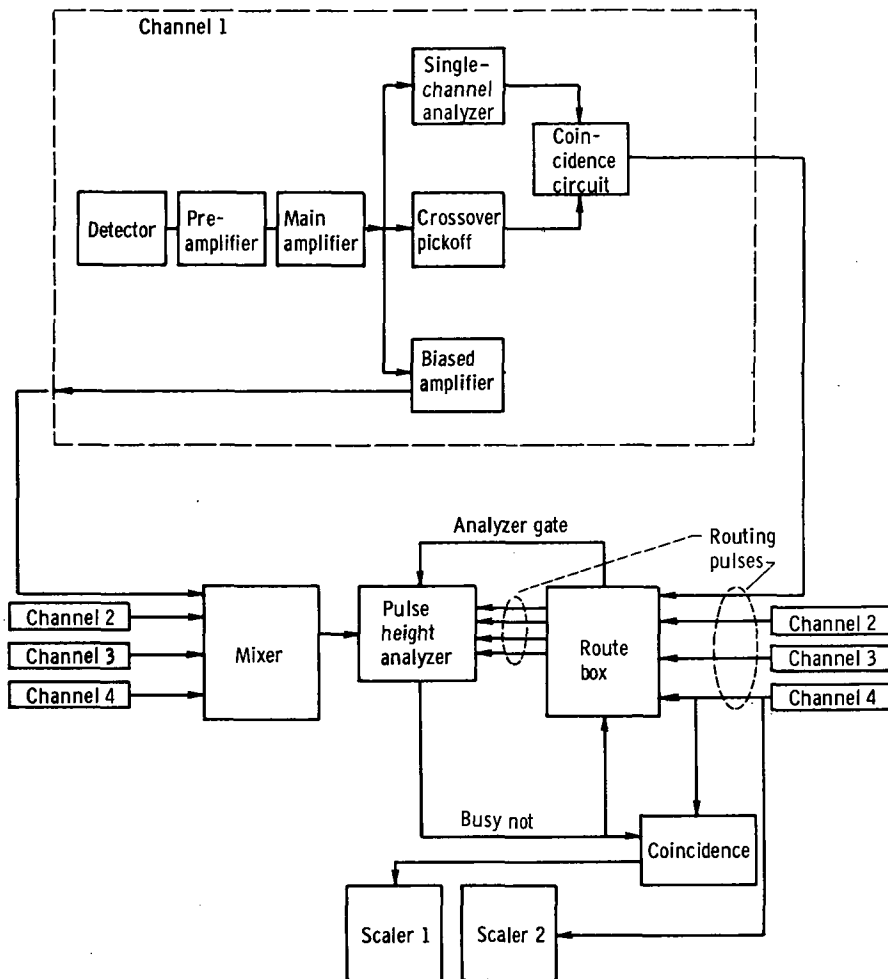 Channel 1
Single-
channel
analyzer
Coin-
cidence
circuit
Detector
Pre-
amplifier
Main
amplifier
Crossover
pickoff
Biased
amplifier
Analyzer gate
Routing
pulses
Channel 2
Channel 3
Channel 4
Mixer
Pulse
height
analyzer
Route
box
Channel 2
Channel 3
Channel 4
Busy not
Coincidence
Scaler 1
Scaler 2